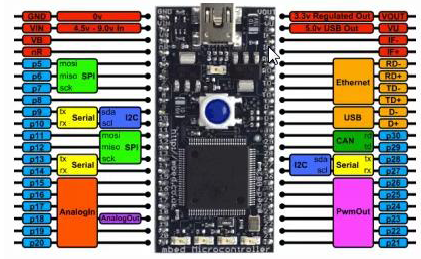 GND 0v 3.3v Regulated Out VOUT
VIN 4.5v - 9.0v In 5.0v USB Out VU
VB IF-
nR IF+
p5 mosi RD-
p6 miso SPI Ethernet RD+
p7 sck TD-
p8 TD+
p9 tx Serial sda I2C USB D-
p10 rx scl D+
p11 mosi CAN rd p30
p12 miso SPI td p29
p13 tx Serial sck I2C sda Serial tx p28
p14 rx scl rx p27
p15 p26
p16 p25
p17 AnalogIn PwmOut p24
p18 AnalogOut p23
p19 p22
p20 p21
mbed Microcontroller